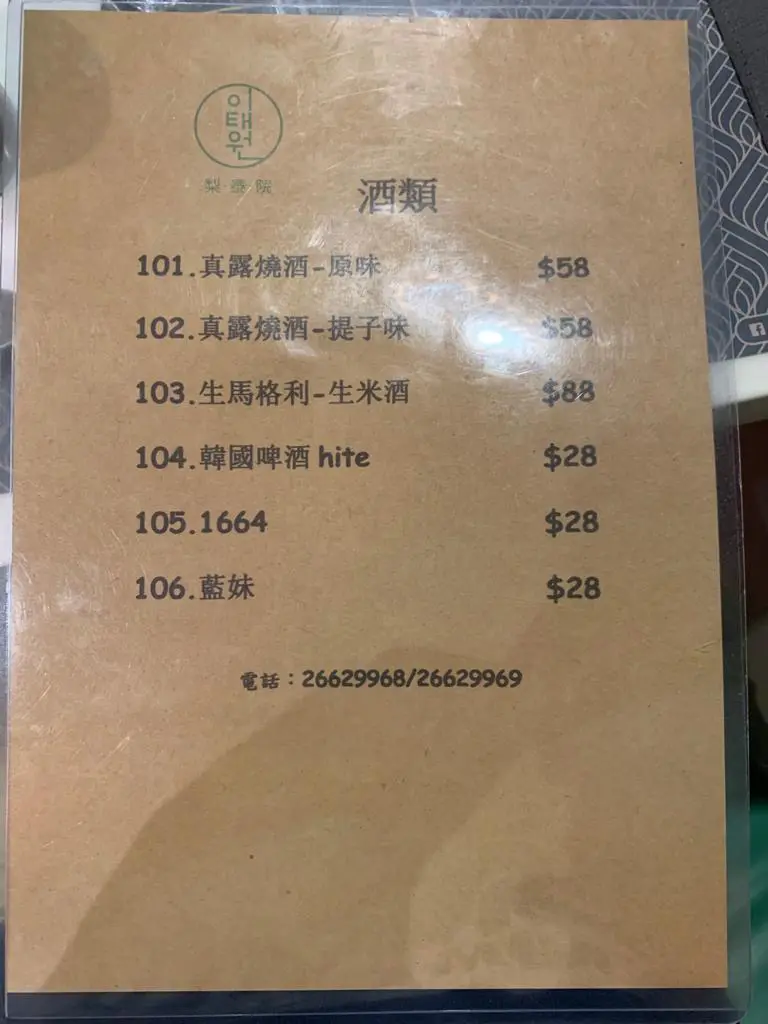 이
태
원
梨·臺·院
酒類
101.真露燒酒-原味 $58
102.真露燒酒-提子味 $58
103.生馬格利-生米酒 $88
104.韓國啤酒 hite $28
105.1664 $28
106.藍妹 $28
電話：26629968/26629969